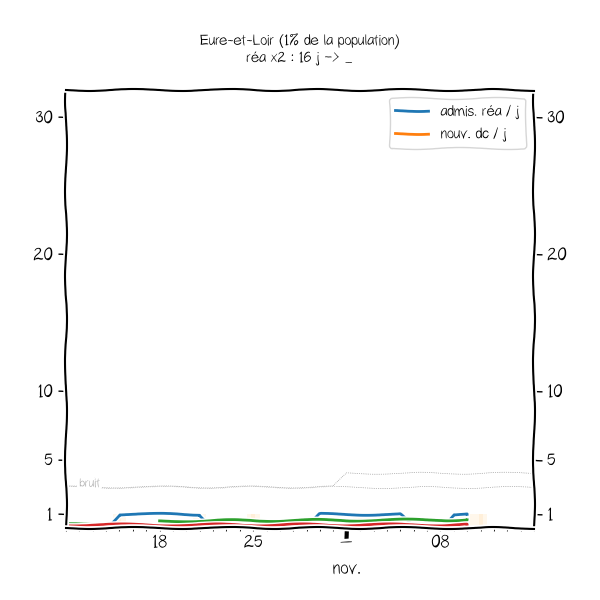 Eure-et-Loir (1% de la population)
réa x2 : 16 j -> _
admis. réa / j
nouv. dc / j
30
30
20
20
10
10
5
5
bruit
1
1
18
25
1
08
nov.